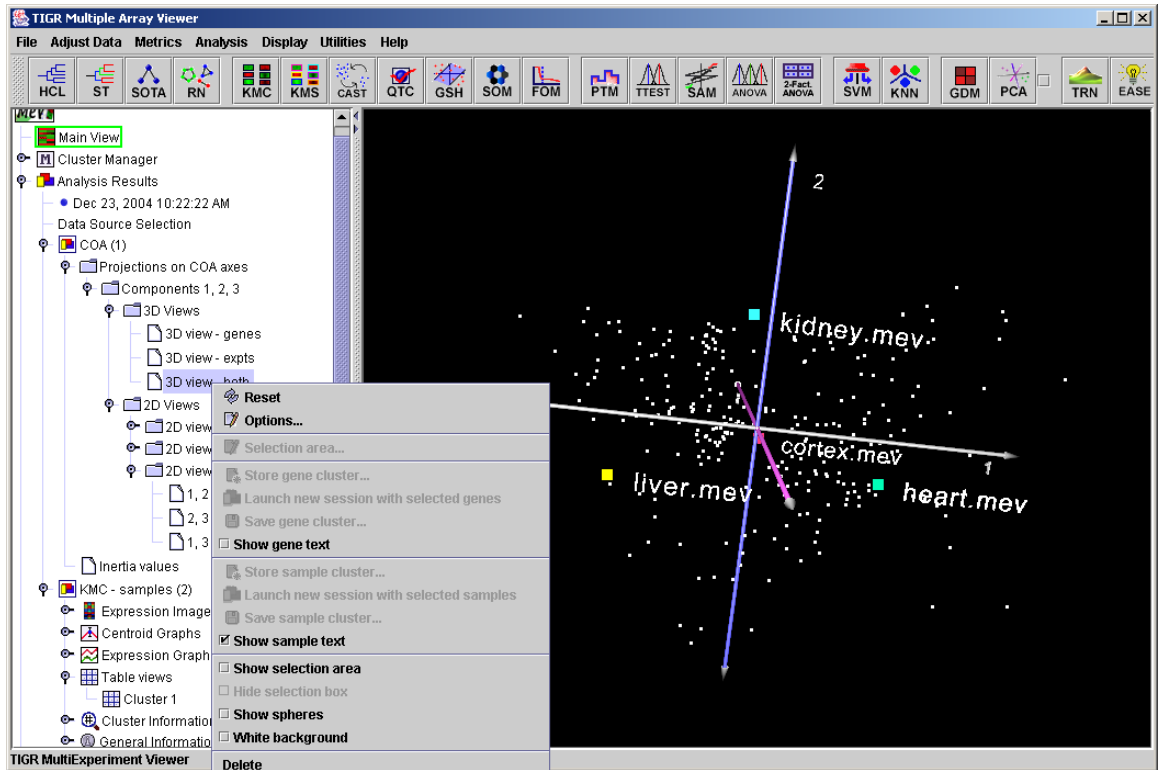 TIGR Multiple Array Viewer
File Adjust Data Metrics Analysis Display Utilities Help
HCL ST SOTA RN KMC KMS CAST QTC GSH SOM FOM PTM TTEST SAM ANOVA 2-Fact. ANOVA SVM KNN GDM PCA TRN EASE
MeV
Main View
M Cluster Manager
Analysis Results
Dec 23, 2004 10:22:22 AM
Data Source Selection
COA (1)
Projections on COA axes
Components 1, 2, 3
3D Views
3D view - genes
3D view - expts
3D view - both
2D Views
2D view
2D view
2D view
1, 2
2, 3
1, 3
Inertia values
KMC - samples (2)
Expression Image
Centroid Graphs
Expression Graph
Table views
Cluster 1
Cluster Informatio
General Informatio
Reset
Options...
Selection area...
Store gene cluster...
Launch new session with selected genes
Save gene cluster...
Show gene text
Store sample cluster...
Launch new session with selected samples
Save sample cluster...
Show sample text
Show selection area
Hide selection box
Show spheres
White background
Delete
2
kidney.mev
cortex.mev
1
liver.mev
heart.mev
TIGR MultiExperiment Viewer